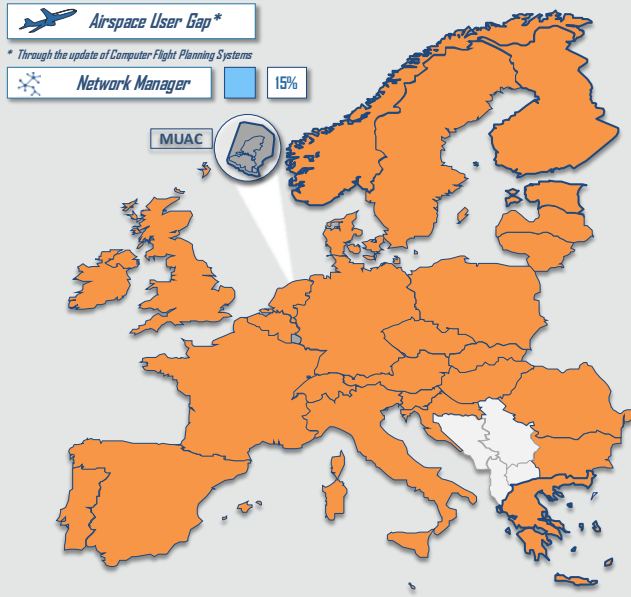 Airspace User Gap*
* Through the update of Computer Flight Planning Systems
Network Manager
15%
MUAC